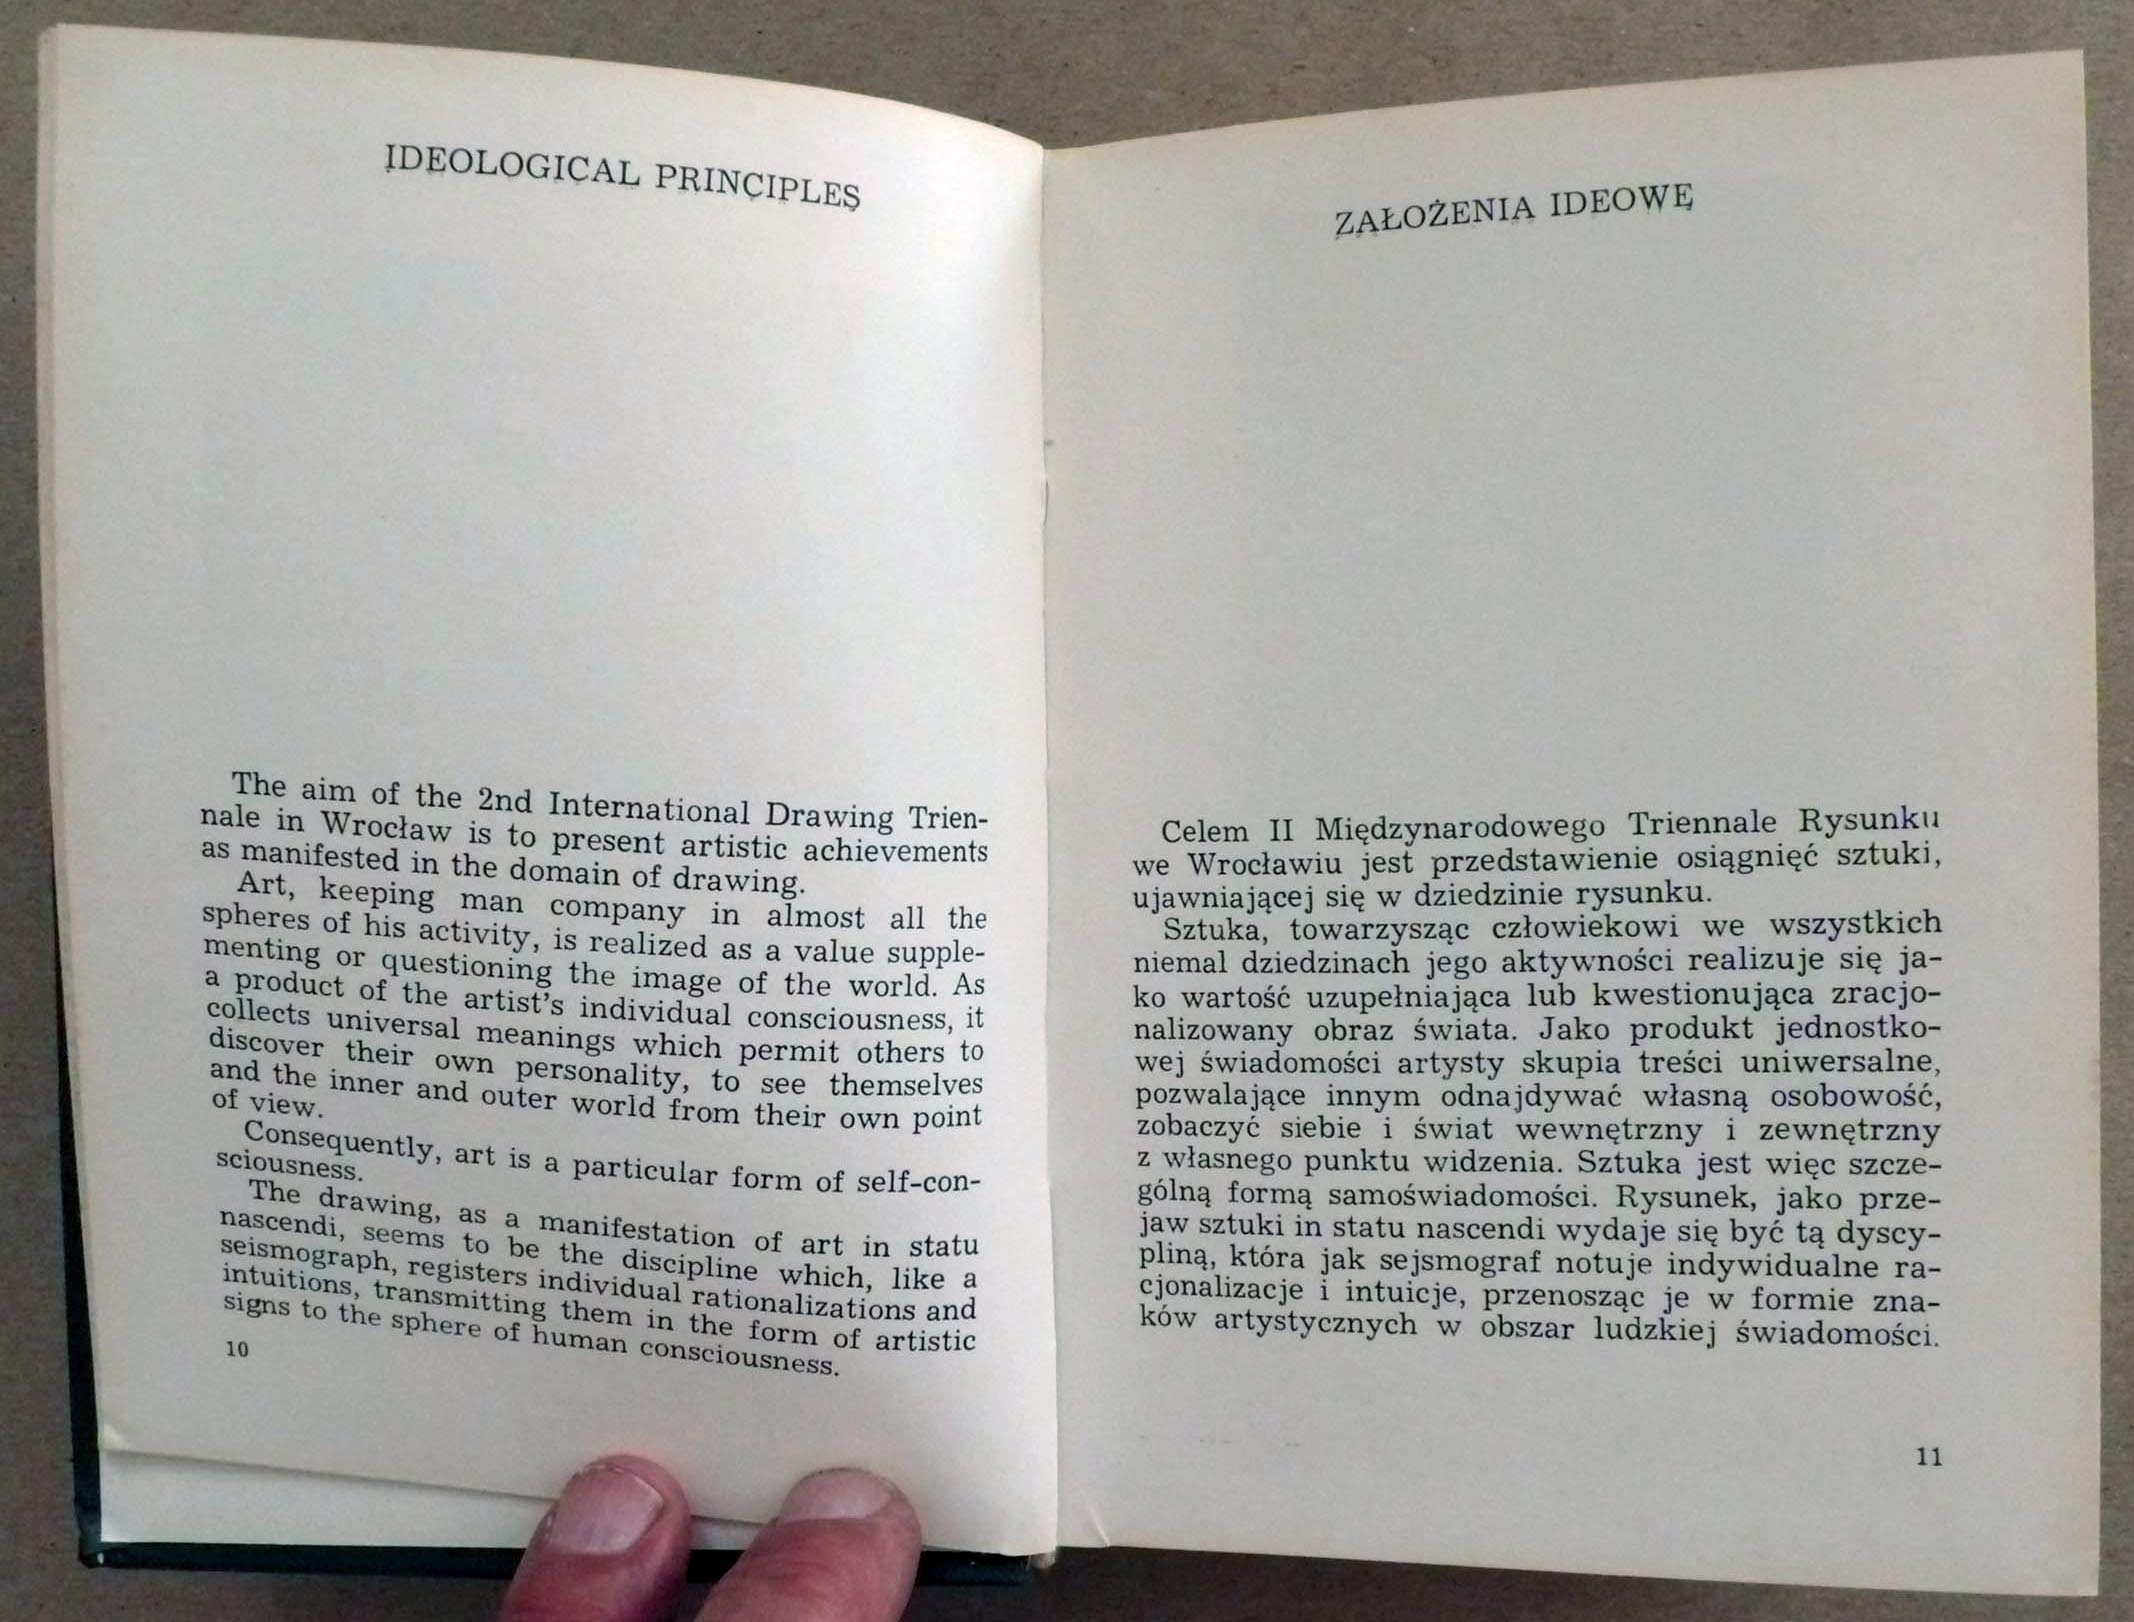 IDEOLOGICAL PRINCIPLES
The aim of the 2nd International Drawing Trien-
nale in Wrocław is to present artistic achievements
as manifested in the domain of drawing.
Art, keeping man company in almost all the
spheres of his activity, is realized as a value supple-
menting or questioning the image of the world. As
a product of the artist's individual consciousness, it
collects universal meanings which permit others to
discover their own personality, to see themselves
and the inner and outer world from their own point
of view.
Consequently, art is a particular form of self-con-
sciousness.
The drawing, as a manifestation of art in statu
nascendi, seems to be the discipline which, like a
seismograph, registers individual rationalizations and
intuitions, transmitting them in the form of artistic
signs to the sphere of human consciousness.
10
ZAŁOŻENIA IDEOWE
Celem II Międzynarodowego Triennale Rysunku
we Wrocławiu jest przedstawienie osiągnięć sztuki,
ujawniającej się w dziedzinie rysunku.
Sztuka, towarzysząc człowiekowi we wszystkich
niemal dziedzinach jego aktywności realizuje się ja-
ko wartość uzupełniająca lub kwestionująca zracjo-
nalizowany obraz świata. Jako produkt jednostko-
wej świadomości artysty skupia treści uniwersalne,
pozwalające innym odnajdywać własną osobowość,
zobaczyć siebie i świat wewnętrzny i zewnętrzny
z własnego punktu widzenia. Sztuka jest więc szcze-
gólną formą samoświadomości. Rysunek, jako prze-
jaw sztuki in statu nascendi wydaje się być tą dyscy-
pliną, która jak sejsmograf notuje indywidualne ra-
cjonalizacje i intuicje, przenosząc je w formie zna-
ków artystycznych w obszar ludzkiej świadomości.
11